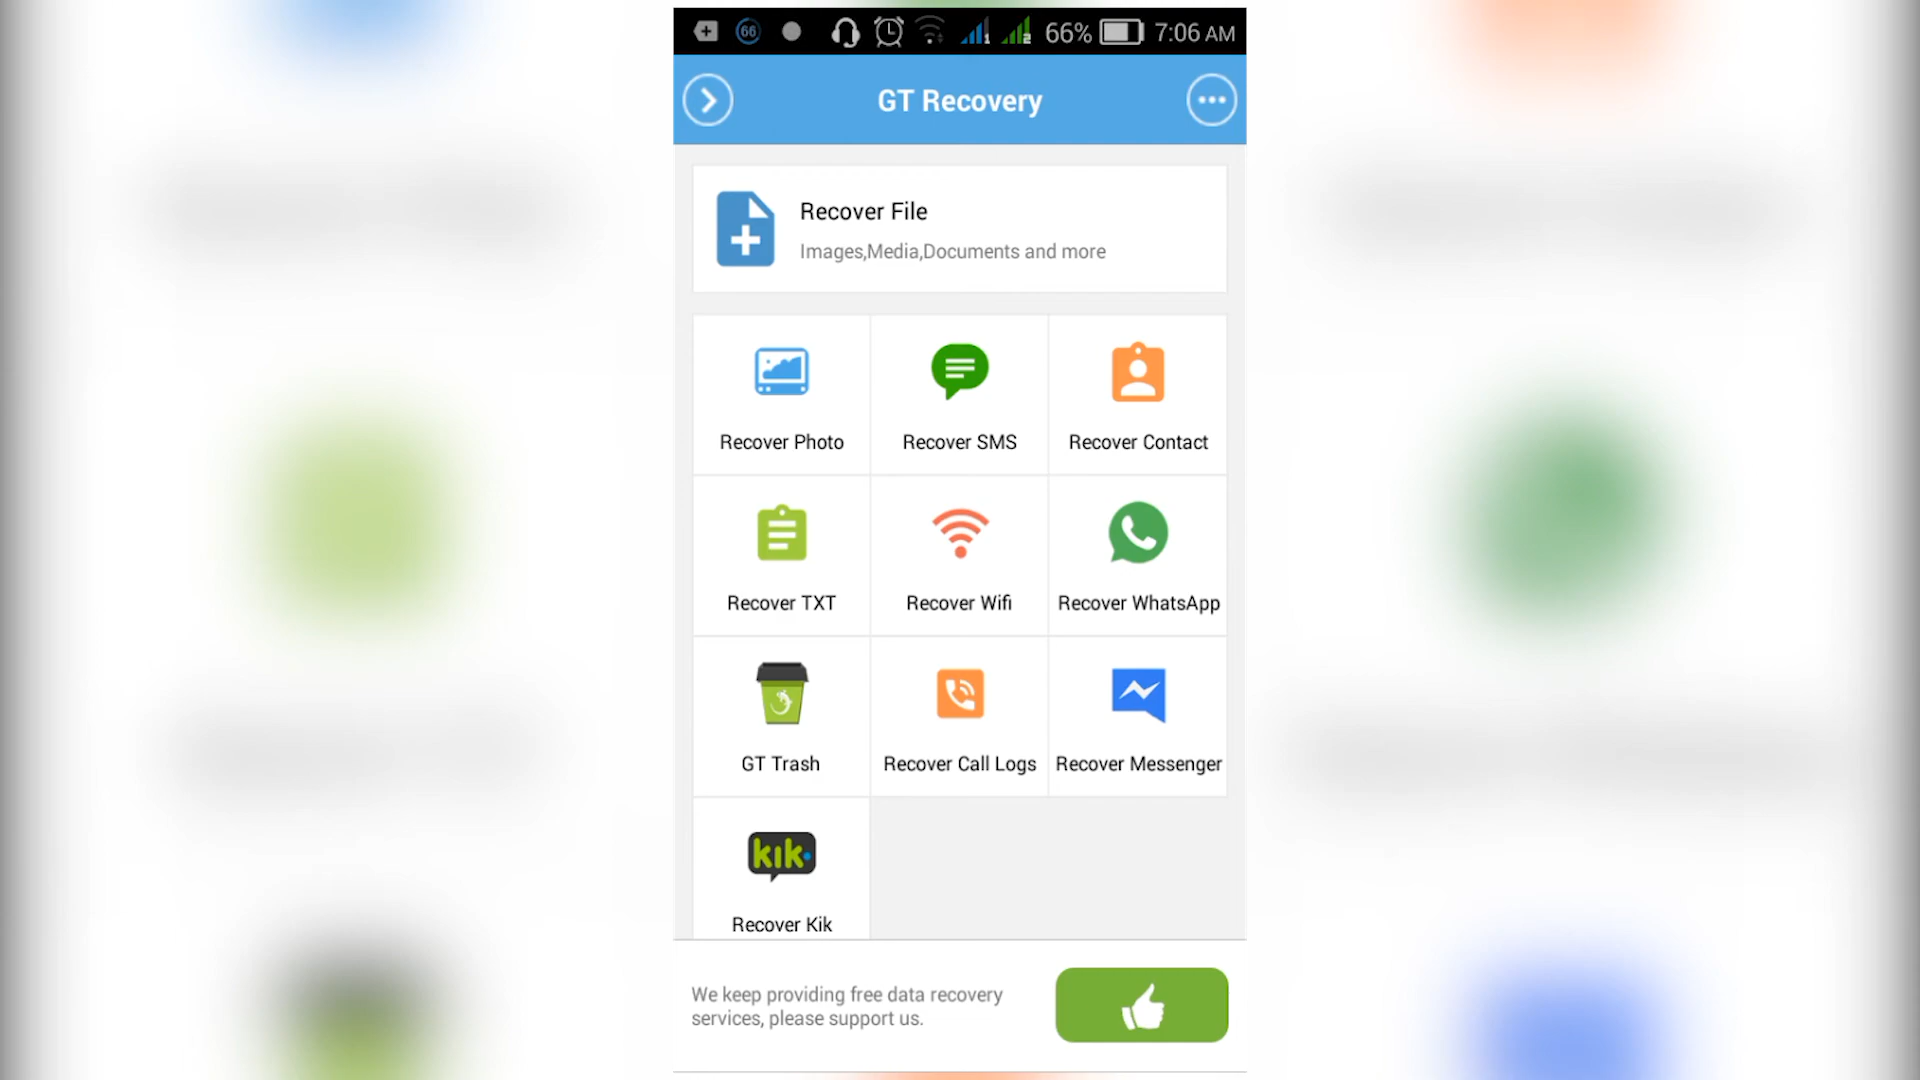 66 66% 7:06 AM
GT Recovery
Recover File
Images,Media,Documents and more
Recover Photo
Recover SMS
Recover Contact
Recover TXT
Recover Wifi
Recover WhatsApp
GT Trash
Recover Call Logs
Recover Messenger
kik
Recover Kik
We keep providing free data recovery
services, please support us.